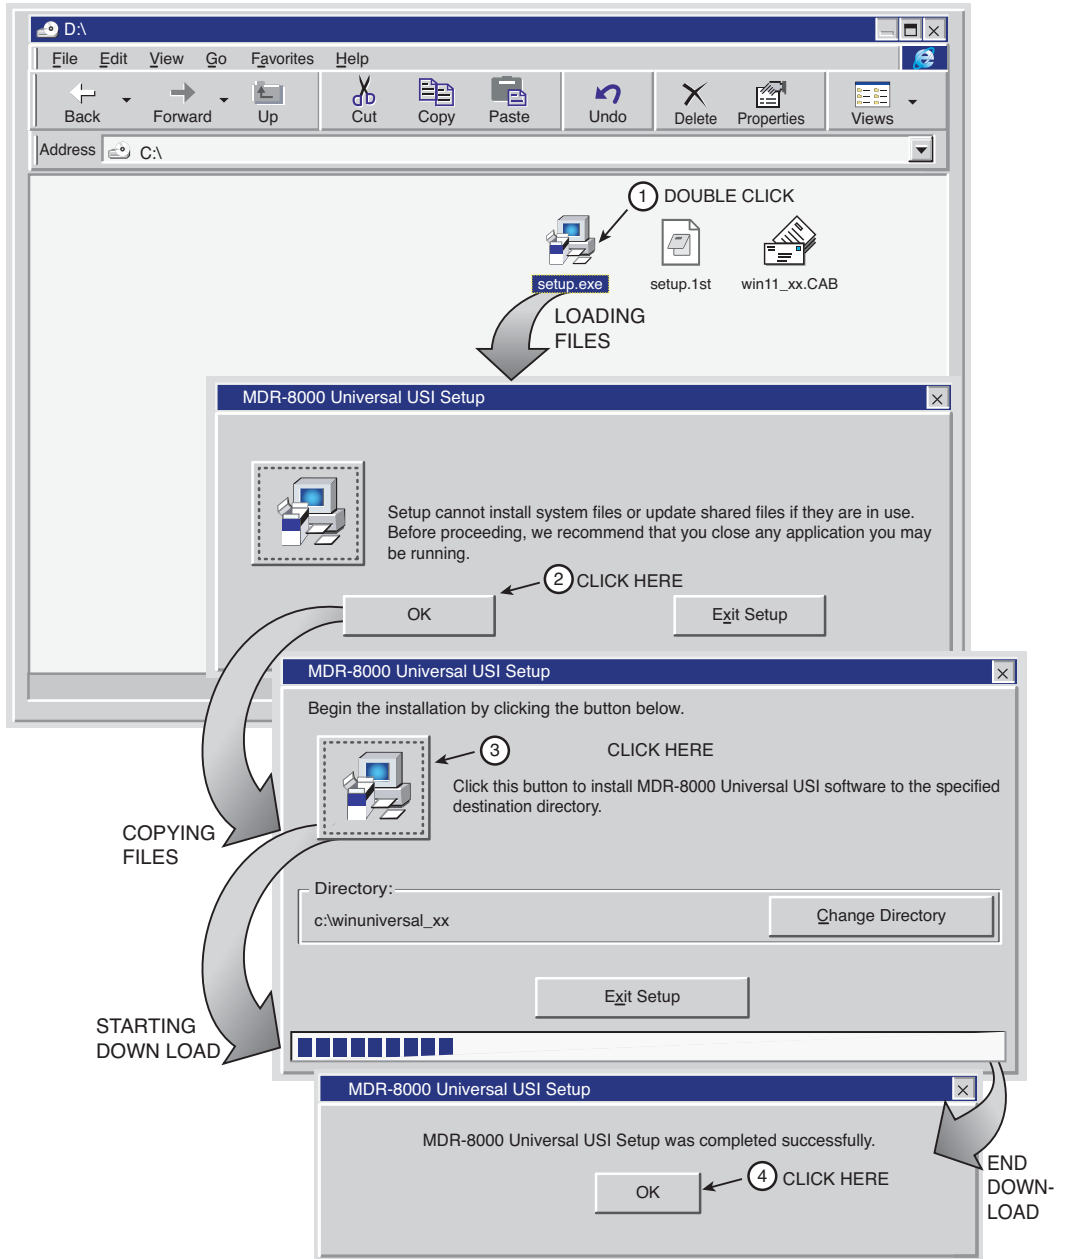 D:\
File Edit View Go Favorites Help
Back Forward Up Cut Copy Paste Undo Delete Properties Views
Address C:\
1 DOUBLE CLICK
setup.exe setup.1st win11_xx.CAB
LOADING
FILES
MDR-8000 Universal USI Setup
Setup cannot install system files or update shared files if they are in use.
Before proceeding, we recommend that you close any application you may
be running.
2 CLICK HERE
OK Exit Setup
MDR-8000 Universal USI Setup
Begin the installation by clicking the button below.
3 CLICK HERE
Click this button to install MDR-8000 Universal USI software to the specified
destination directory.
COPYING
FILES
Directory:
c:\winuniversal_xx Change Directory
Exit Setup
STARTING
DOWN LOAD
MDR-8000 Universal USI Setup
MDR-8000 Universal USI Setup was completed successfully.
4 CLICK HERE
OK
END
DOWN-
LOAD